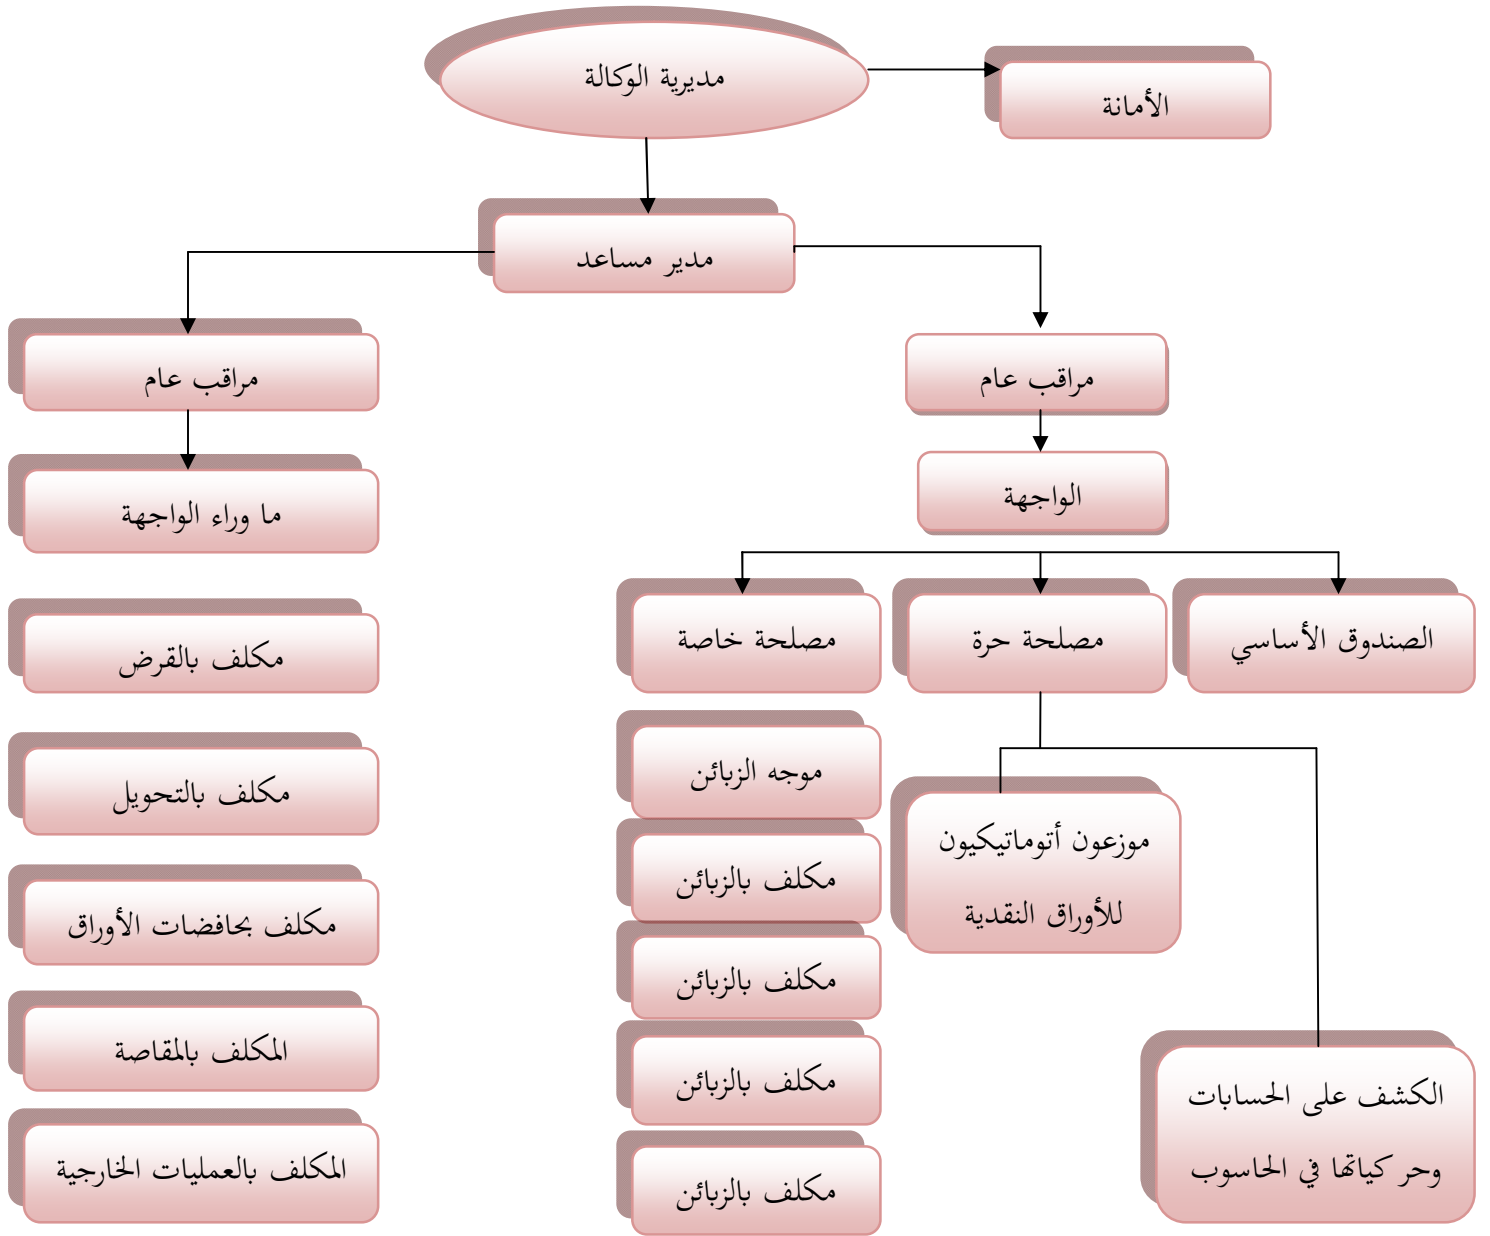 مديرية الوكالة
الأمانة
مدير مساعد
مراقب عام
مراقب عام
الواجهة
ما وراء الواجهة
الصندوق الأساسي
مصلحة حرة
مصلحة خاصة
مكلف بالقرض
موجه الزبائن
مكلف بالتحويل
موزعون أتوماتيكيون
للأوراق النقدية
مكلف بالزبائن
مكلف بحافضات الأوراق
مكلف بالزبائن
المكلف بالمقاصة
مكلف بالزبائن
الكشف على الحسابات
وحركياتها في الحاسوب
المكلف بالعمليات الخارجية
مكلف بالزبائن